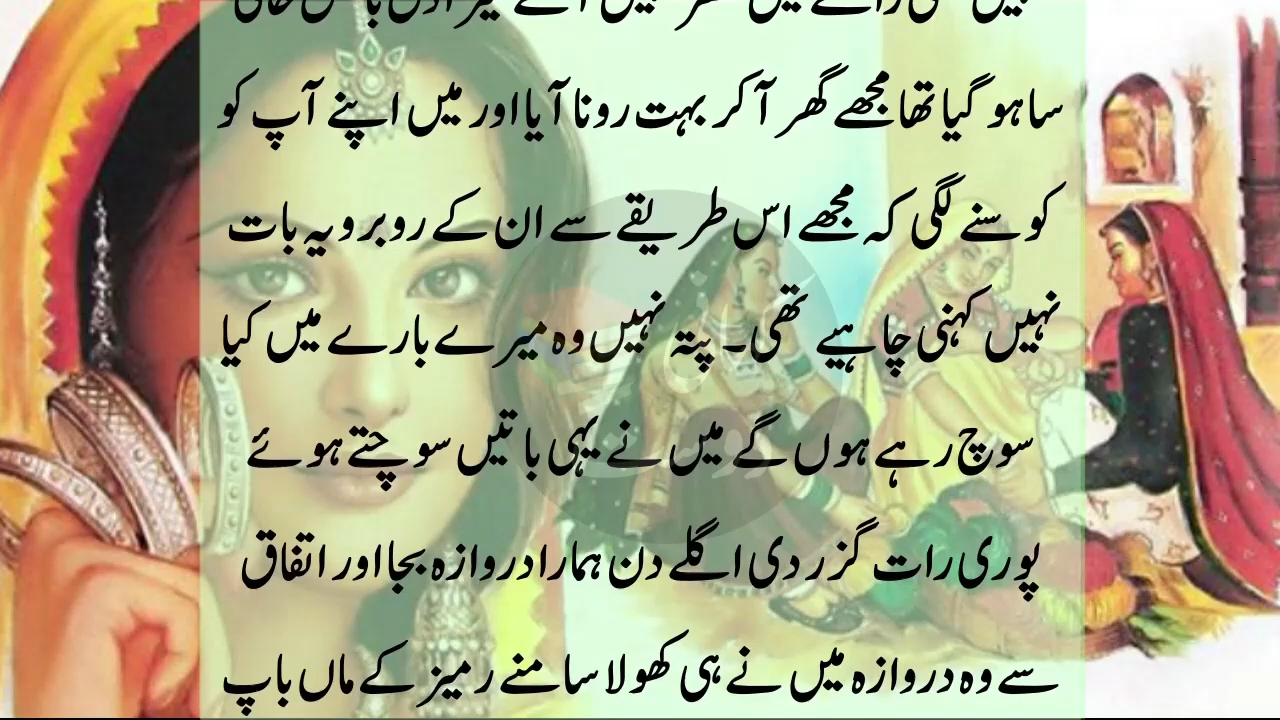 ساہو گیا تھا مجھے گھر آ کر بہت رونا آیا اور میں اپنے آپ کو
کوسنے لگی کہ مجھے اس طریقے سے ان کے روبرو یہ بات
نہیں کہنی چاہیے تھی۔ پتہ نہیں وہ میرے بارے میں کیا
سوچ رہے ہوں گے میں نے یہی باتیں سوچتے ہوئے
پوری رات گزر دی اگلے دن ہمارا دروازہ بجا اور اتفاق
سے وہ دروازہ میں نے ہی کھولا سامنے رمیز کے ماں باپ